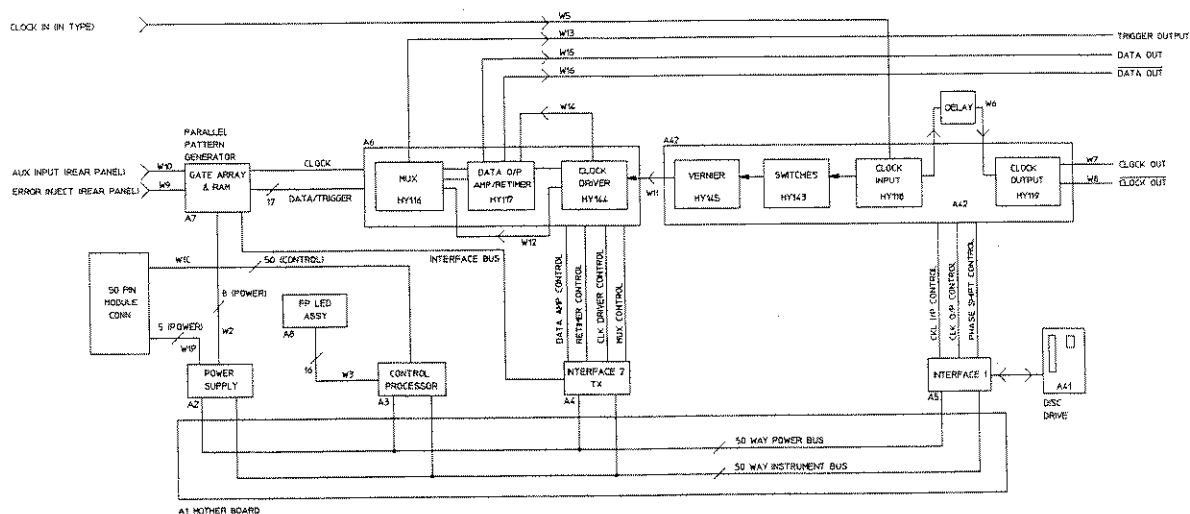 CLOCK IN (IN TYPE)
W5
W13
TRIGGER OUTPUT
W15
DATA OUT
W16
DATA OUT
W14
DELAY
W6
PARALLEL
PATTERN
GENERATOR
A6
A42
AUX INPUT (REAR PANEL)
W10
GATE ARRAY
& RAM
CLOCK
MUX
HY116
DATA O/P
AMP/RETIMER
HY117
CLOCK
DRIVER
HY144
W11
VERNIER
HY145
SWITCHES
HY143
CLOCK
INPUT
HY118
CLOCK
OUTPUT
HY119
W7
CLOCK OUT
ERROR INJECT (REAR PANEL)
W9
W8
CLOCK OUT
17
DATA/TRIGGER
A7
A42
W12
INTERFACE BUS
W1C
50 (CONTROL)
50 PIN
MODULE
CONN
8 (POWER)
W2
FP LED
ASSY
A8
DATA AMP CONTROL
RETIMER CONTROL
CLK DRIVER CONTROL
MUX CONTROL
CKL I/P CONTROL
CLK O/P CONTROL
PHASE SHIFT CONTROL
5 (POWER)
W1P
16
W3
POWER
SUPPLY
A2
CONTROL
PROCESSOR
A3
INTERFACE 2
TX
A4
INTERFACE 1
A5
A41
DISC
DRIVE
50 WAY POWER BUS
50 WAY INSTRUMENT BUS
A1 MOTHER BOARD